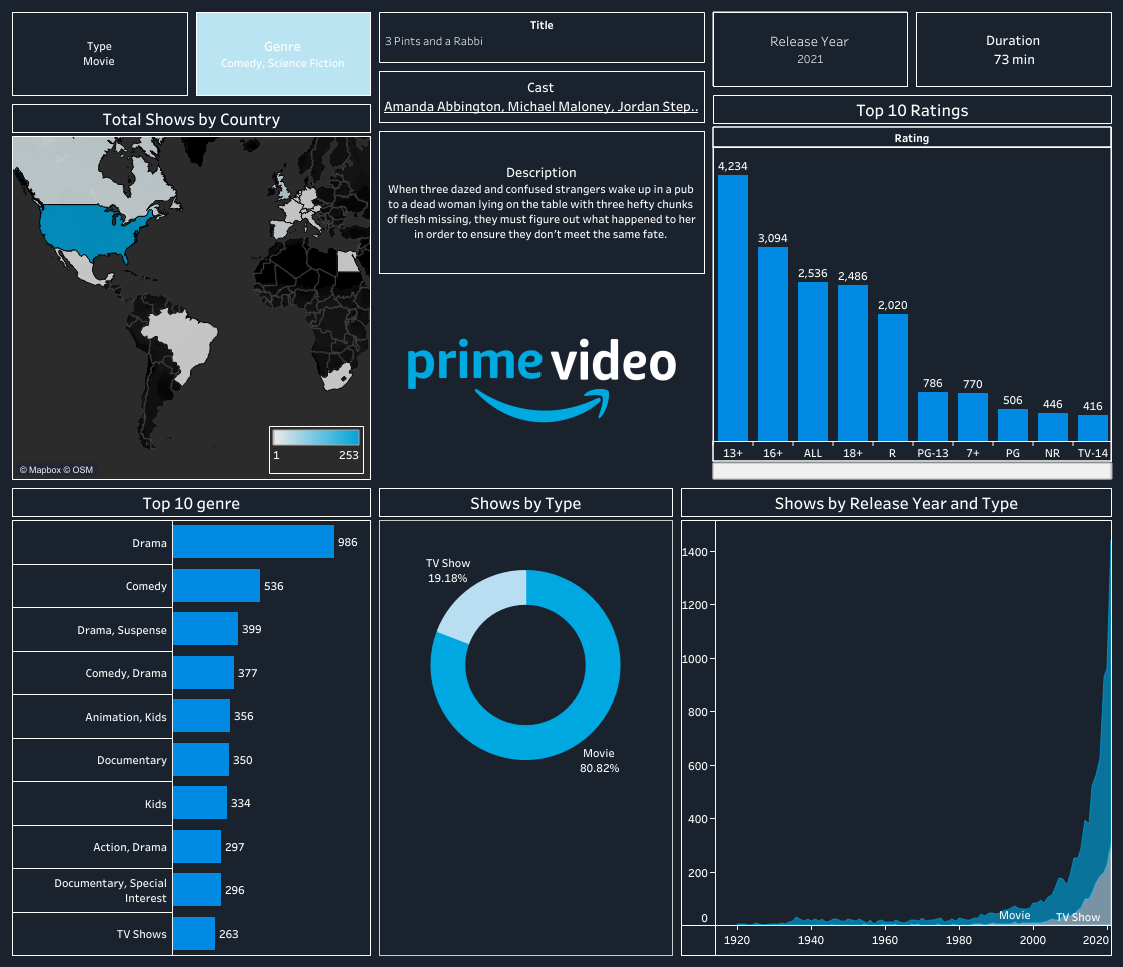 Type
Movie
Genre
Comedy, Science Fiction
Title
3 Pints and a Rabbi
Cast
Amanda Abbington, Michael Maloney, Jordan Step..
Release Year
2021
Duration
73 min
Total Shows by Country
© Mapbox © OSM
1 253
Description
When three dazed and confused strangers wake up in a pub
to a dead woman lying on the table with three hefty chunks
of flesh missing, they must figure out what happened to her
in order to ensure they don't meet the same fate.
prime video
Top 10 Ratings
Rating
4,234
3,094
2,536
2,486
2,020
786
770
506
446
416
13+ 16+ ALL 18+ R PG-13 7+ PG NR TV-14
Top 10 genre
Drama 986
Comedy 536
Drama, Suspense 399
Comedy, Drama 377
Animation, Kids 356
Documentary 350
Kids 334
Action, Drama 297
Documentary, Special
Interest 296
TV Shows 263
Shows by Type
TV Show
19.18%
Movie
80.82%
Shows by Release Year and Type
1400
1200
1000
800
600
400
200
0
Movie
TV Show
1920 1940 1960 1980 2000 2020